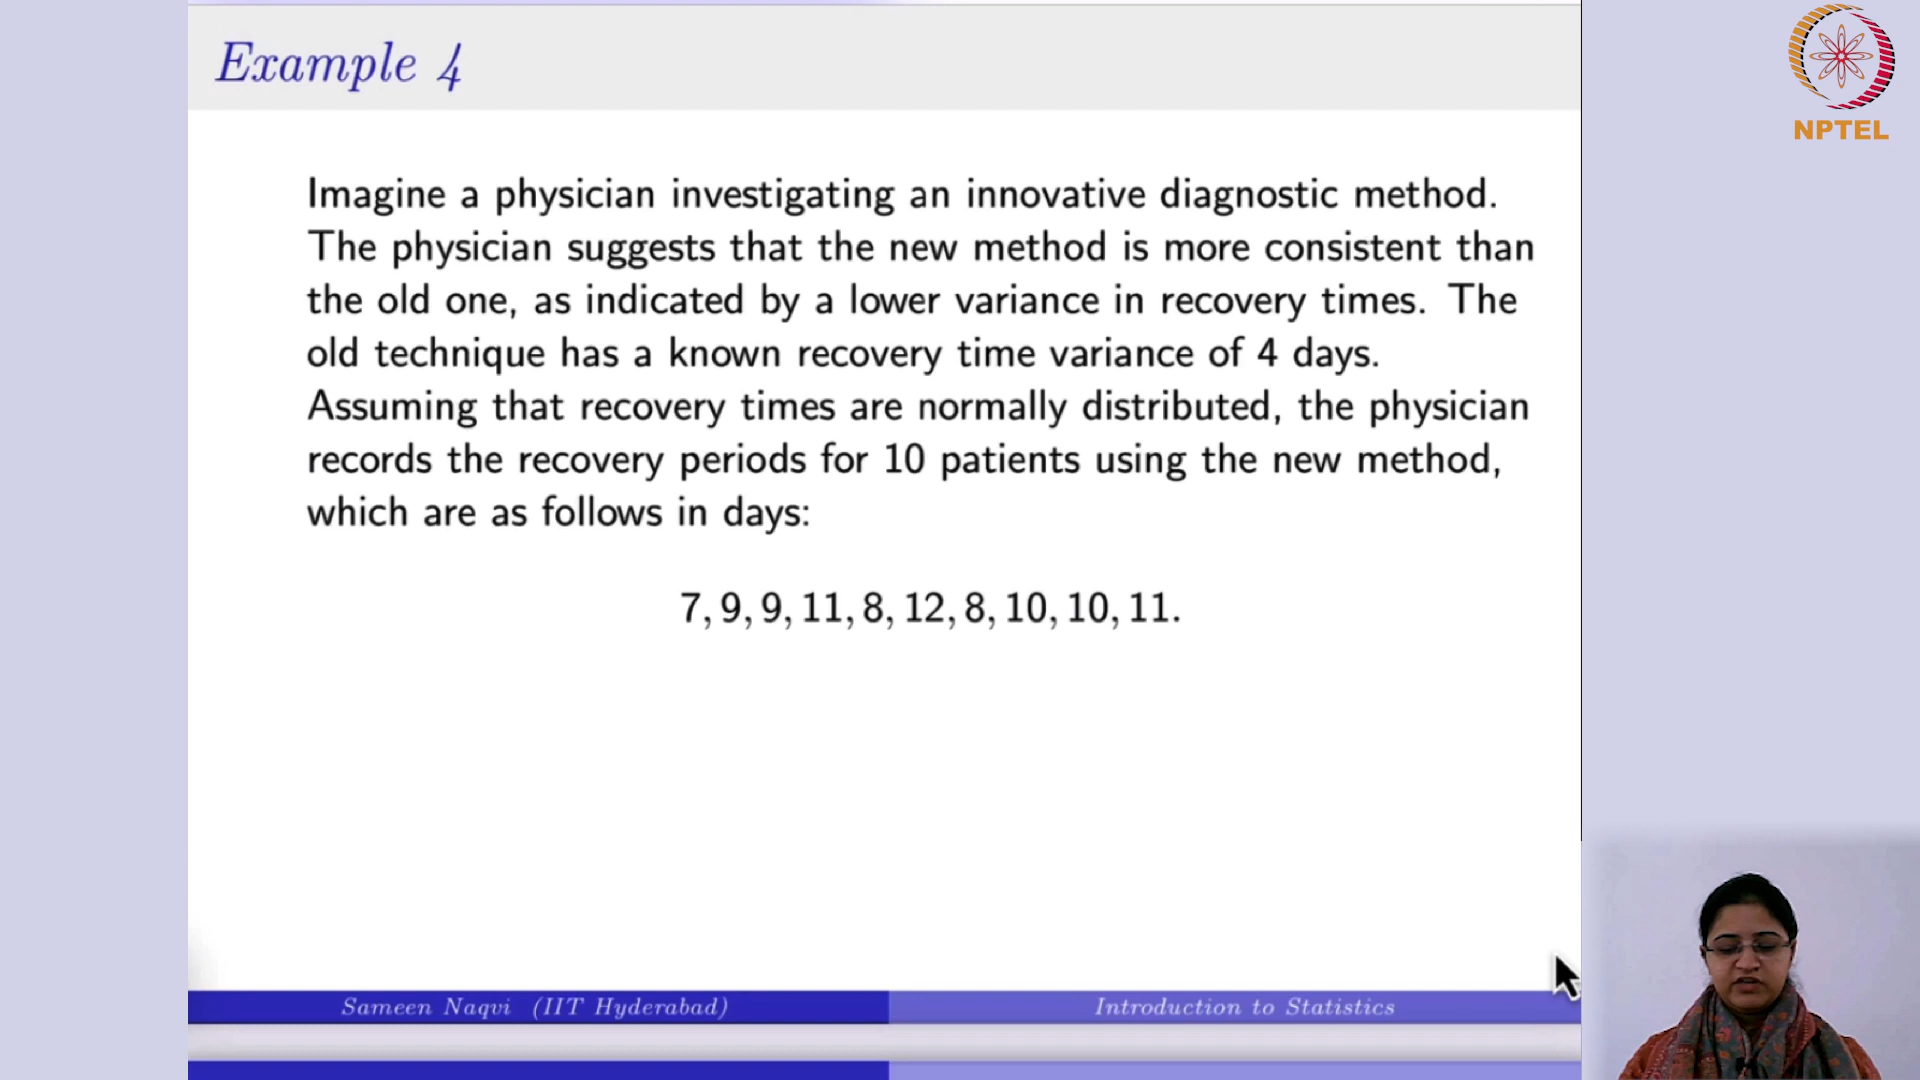 Example 4
NPTEL
Imagine a physician investigating an innovative diagnostic method.
The physician suggests that the new method is more consistent than
the old one, as indicated by a lower variance in recovery times. The
old technique has a known recovery time variance of 4 days.
Assuming that recovery times are normally distributed, the physician
records the recovery periods for 10 patients using the new method,
which are as follows in days:
7, 9, 9, 11, 8, 12, 8, 10, 10, 11.
Sameen Naqvi (IIT Hyderabad)
Introduction to Statistics